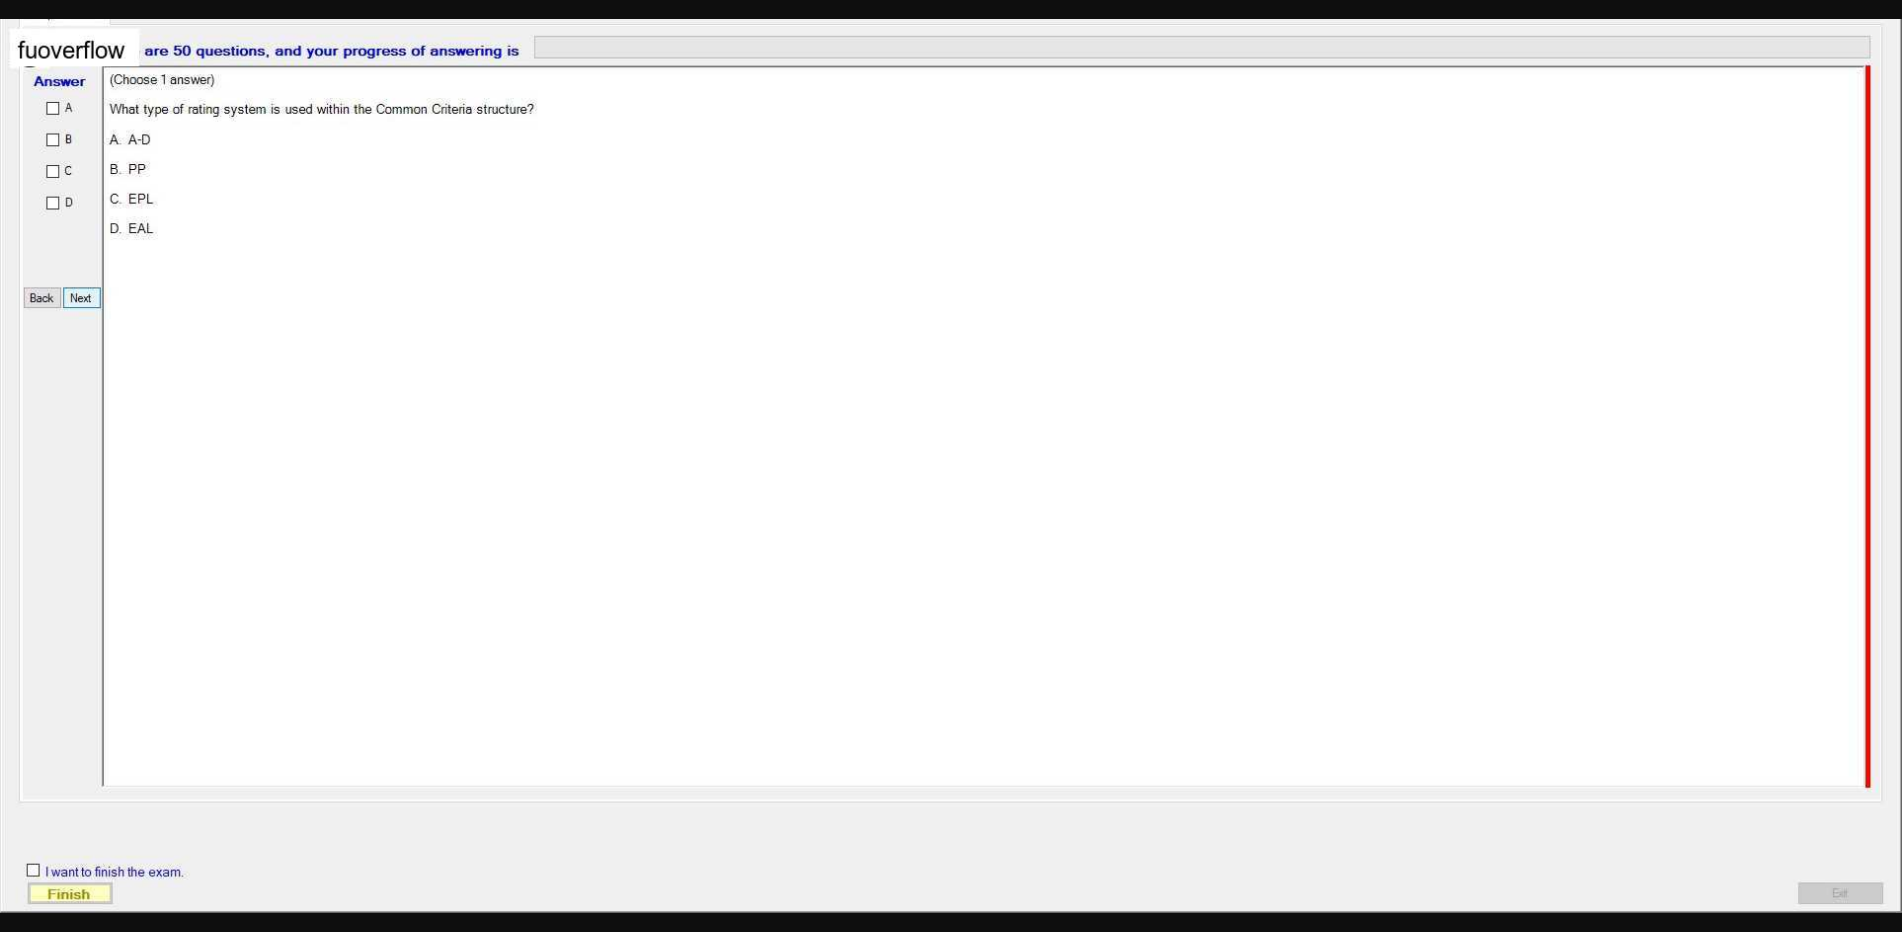 fuoverflow are 50 questions, and your progress of answering is
Answer
(Choose 1 answer)
A
What type of rating system is used within the Common Criteria structure?
B
A. A-D
C
B. PP
D
C. EPL
D. EAL
Back Next
I want to finish the exam.
Finish
Exit